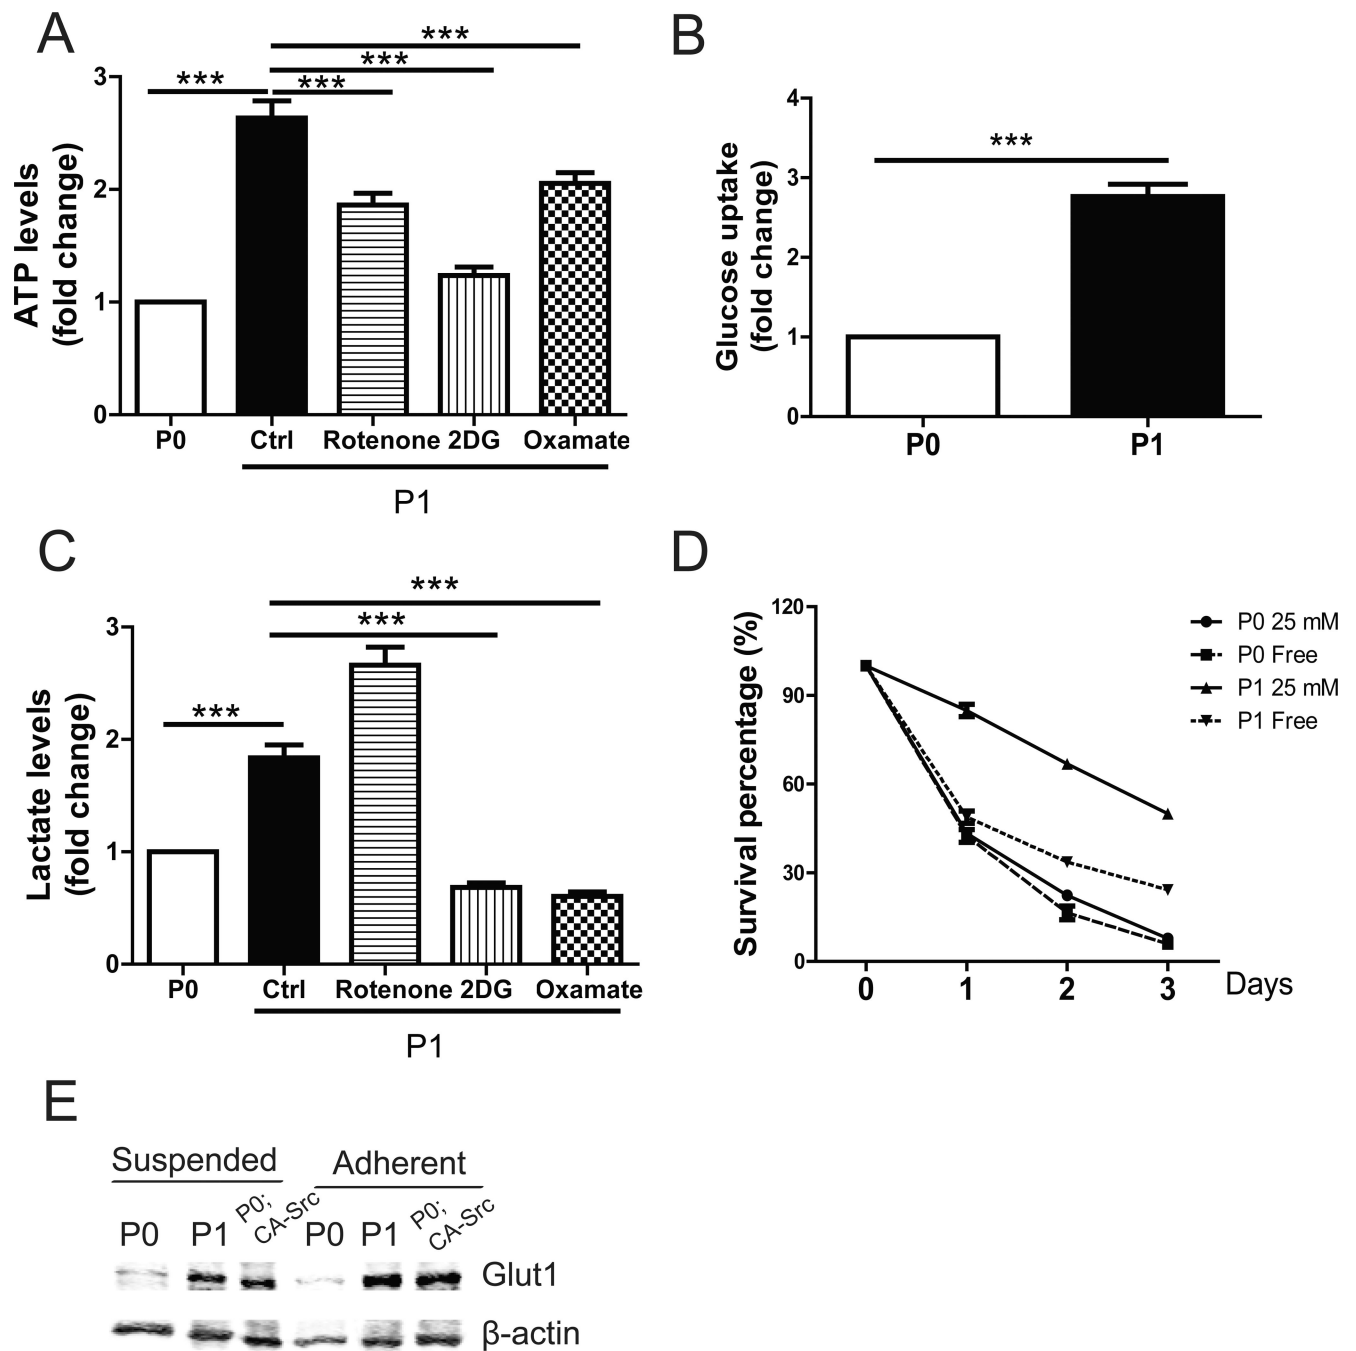 A
***
***
***
***
ATP levels
(fold change)
3
2
1
0
P0
Ctrl
Rotenone
2DG
Oxamate
P1
B
***
Glucose uptake
(fold change)
4
3
2
1
0
P0
P1
C
***
***
***
Lactate levels
(fold change)
3
2
1
0
P0
Ctrl
Rotenone
2DG
Oxamate
P1
D
Survival percentage (%)
120
90
60
30
0
0
1
2
3
Days
P0 25 mM
P0 Free
P1 25 mM
P1 Free
E
Suspended
Adherent
P0
P1
P0;
CA-Src
P0
P1
P0;
CA-Src
Glut1
β-actin